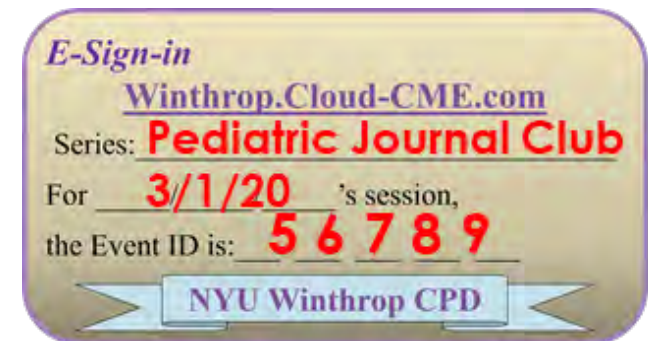 E-Sign-in
Winthrop.Cloud-CME.com
Series: Pediatric Journal Club
For 3/1/20 's session,
the Event ID is: 5 6 7 8 9
NYU Winthrop CPD